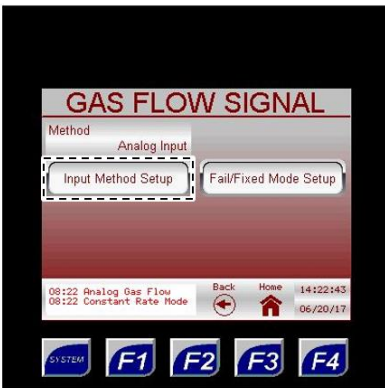 GAS FLOW SIGNAL
Method
Analog Input
Input Method Setup
Fail/Fixed Mode Setup
08:22 Analog Gas Flow
08:22 Constant Rate Mode
Back
Home
14:22:43
06/20/17
SYSTEM
F1
F2
F3
F4